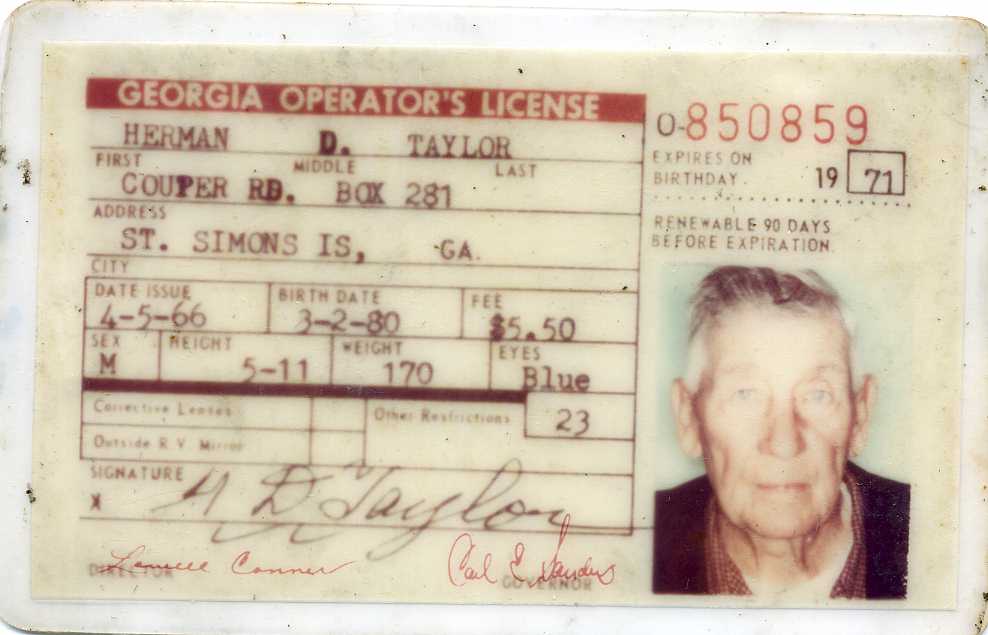 GEORGIA OPERATOR'S LICENSE
HERMAN D. TAYLOR
FIRST MIDDLE LAST
COUPER RD. BOX 281
ADDRESS
ST. SIMONS IS, GA.
CITY
DATE ISSUE BIRTH DATE FEE
4-5-66 3-2-80 $5.50
SEX HEIGHT WEIGHT EYES
M 5-11 170 Blue
Corrective Lenses Other Restrictions 23
Outside R.V. Mirror
SIGNATURE
X H D Taylor
Conner Carl E. Sanders
DIRECTOR GOVERNOR
O-850859
EXPIRES ON
BIRTHDAY 19 71
RENEWABLE 90 DAYS
BEFORE EXPIRATION